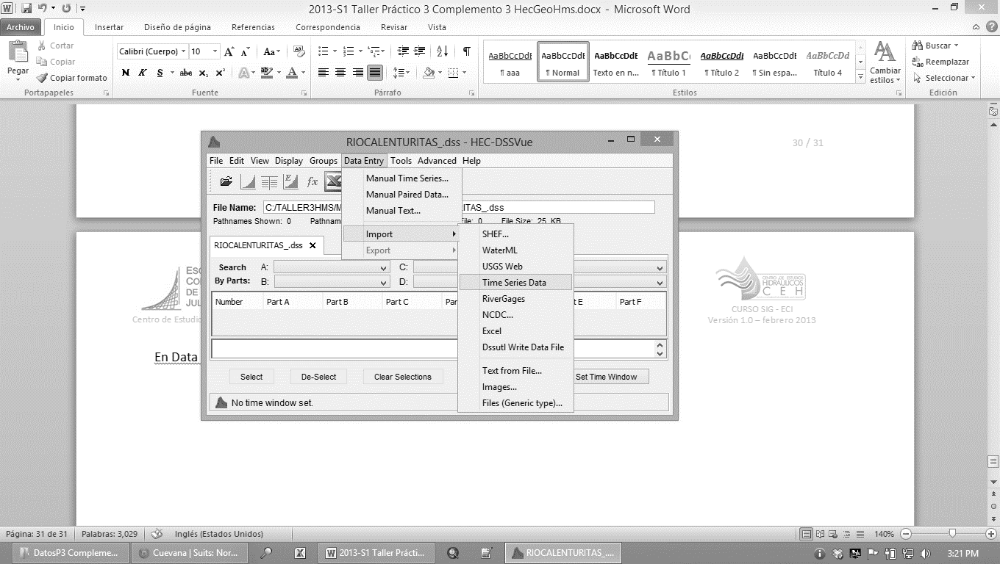 2013-S1 Taller Práctico 3 Complemento 3 HecGeoHms.docx - Microsoft Word
Archivo Inicio Insertar Diseño de página Referencias Correspondencia Revisar Vista
Pegar
Cortar
Copiar
Copiar formato
Portapapeles
Calibri (Cuerpo) 10
N K S abc x₂ x²
Fuente
Párrafo
AaBbCcDdE AaBbCcDdE AaBbCcDdE AaBbC AaBbCcDdE AaBbCcDdE AaBbCcDd
¶ aaa ¶ Normal Texto en n... ¶ Título 1 ¶ Título 2 ¶ Sin espa... Título 4
Estilos
Cambiar estilos
Buscar
Reemplazar
Seleccionar
Edición
30 / 31
RIOCALENTURITAS_.dss - HEC-DSSVue
File Edit View Display Groups Data Entry Tools Advanced Help
Manual Time Series...
Manual Paired Data...
Manual Text...
Import
Export
SHEF...
WaterML
USGS Web
Time Series Data
RiverGages
NCDC...
Excel
Dssutl Write Data File
Text from File...
Images...
Files (Generic type)...
File Name: C:/TALLER3HMS/M ITAS_.dss
Pathnames Shown: 0 Pathnam File: 0 File Size: 25 KB
RIOCALENTURITAS_.dss
Search By Parts: A: B: C: D:
Number Part A Part B Part C Par E Part F
Select De-Select Clear Selections Set Time Window
No time window set.
ESC
CO
DE
JUL
Centro de Estudi
CENTRO DE ESTUDIOS
HIDRAULICOS
C E H
CURSO SIG - ECI
Versión 1.0 – febrero 2013
En Data
Página: 31 de 31 Palabras: 3,029 Inglés (Estados Unidos) 140%
DatosP3 Compleme... Cuevana | Suits: Nor... 2013-S1 Taller Prácti... RIOCALENTURITAS_.... 3:21 PM